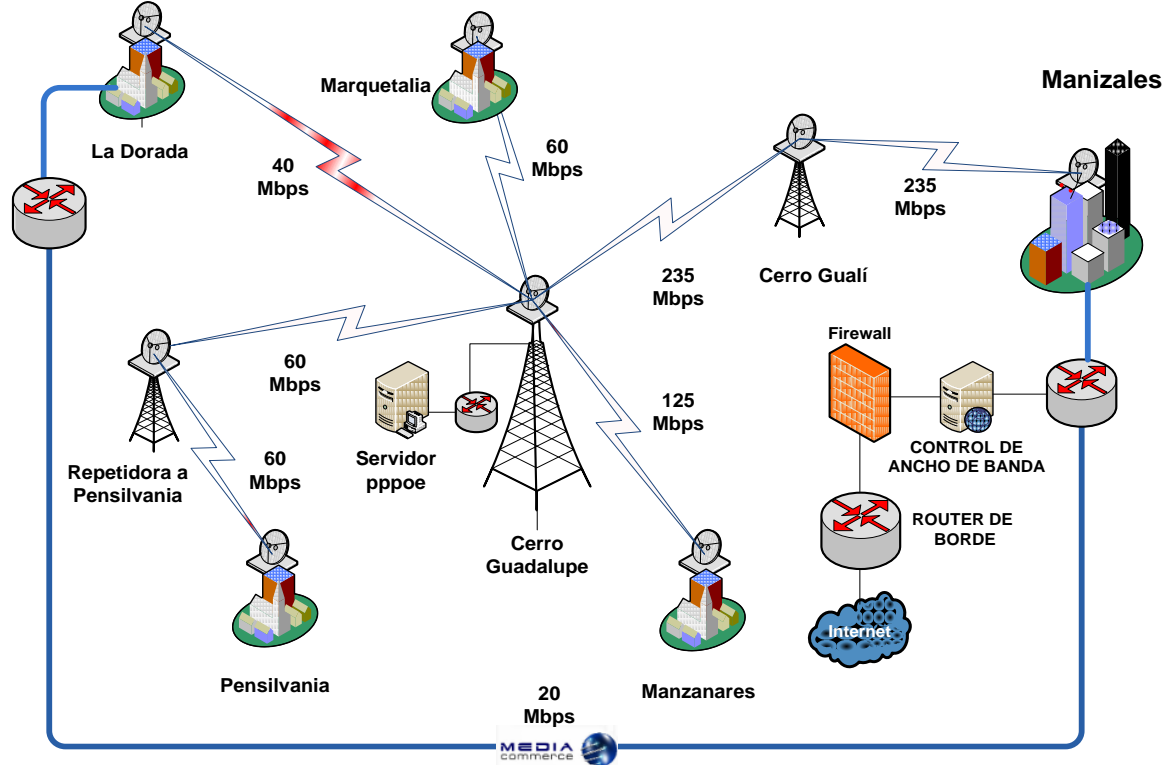 Marquetalia
Manizales
La Dorada
40
Mbps
60
Mbps
235
Mbps
Cerro Gualí
235
Mbps
Firewall
60
Mbps
125
Mbps
CONTROL DE
ANCHO DE BANDA
Repetidora a
Pensilvania
60
Mbps
Servidor
pppoe
ROUTER DE
BORDE
Cerro
Guadalupe
Internet
Pensilvania
Manzanares
20
Mbps
MEDIA
commerce